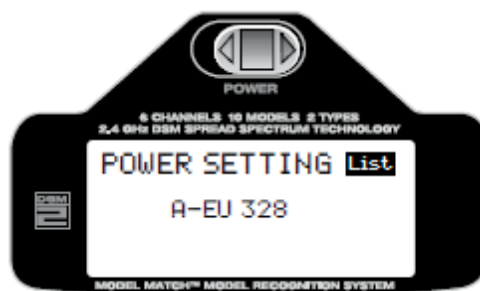 POWER
6 CHANNELS 10 MODELS 2 TYPES
2.4 GHz DSM SPREAD SPECTRUM TECHNOLOGY
POWER SETTING List
A-EU 328
DSM
2
MODEL MATCH™ MODEL RECOGNITION SYSTEM